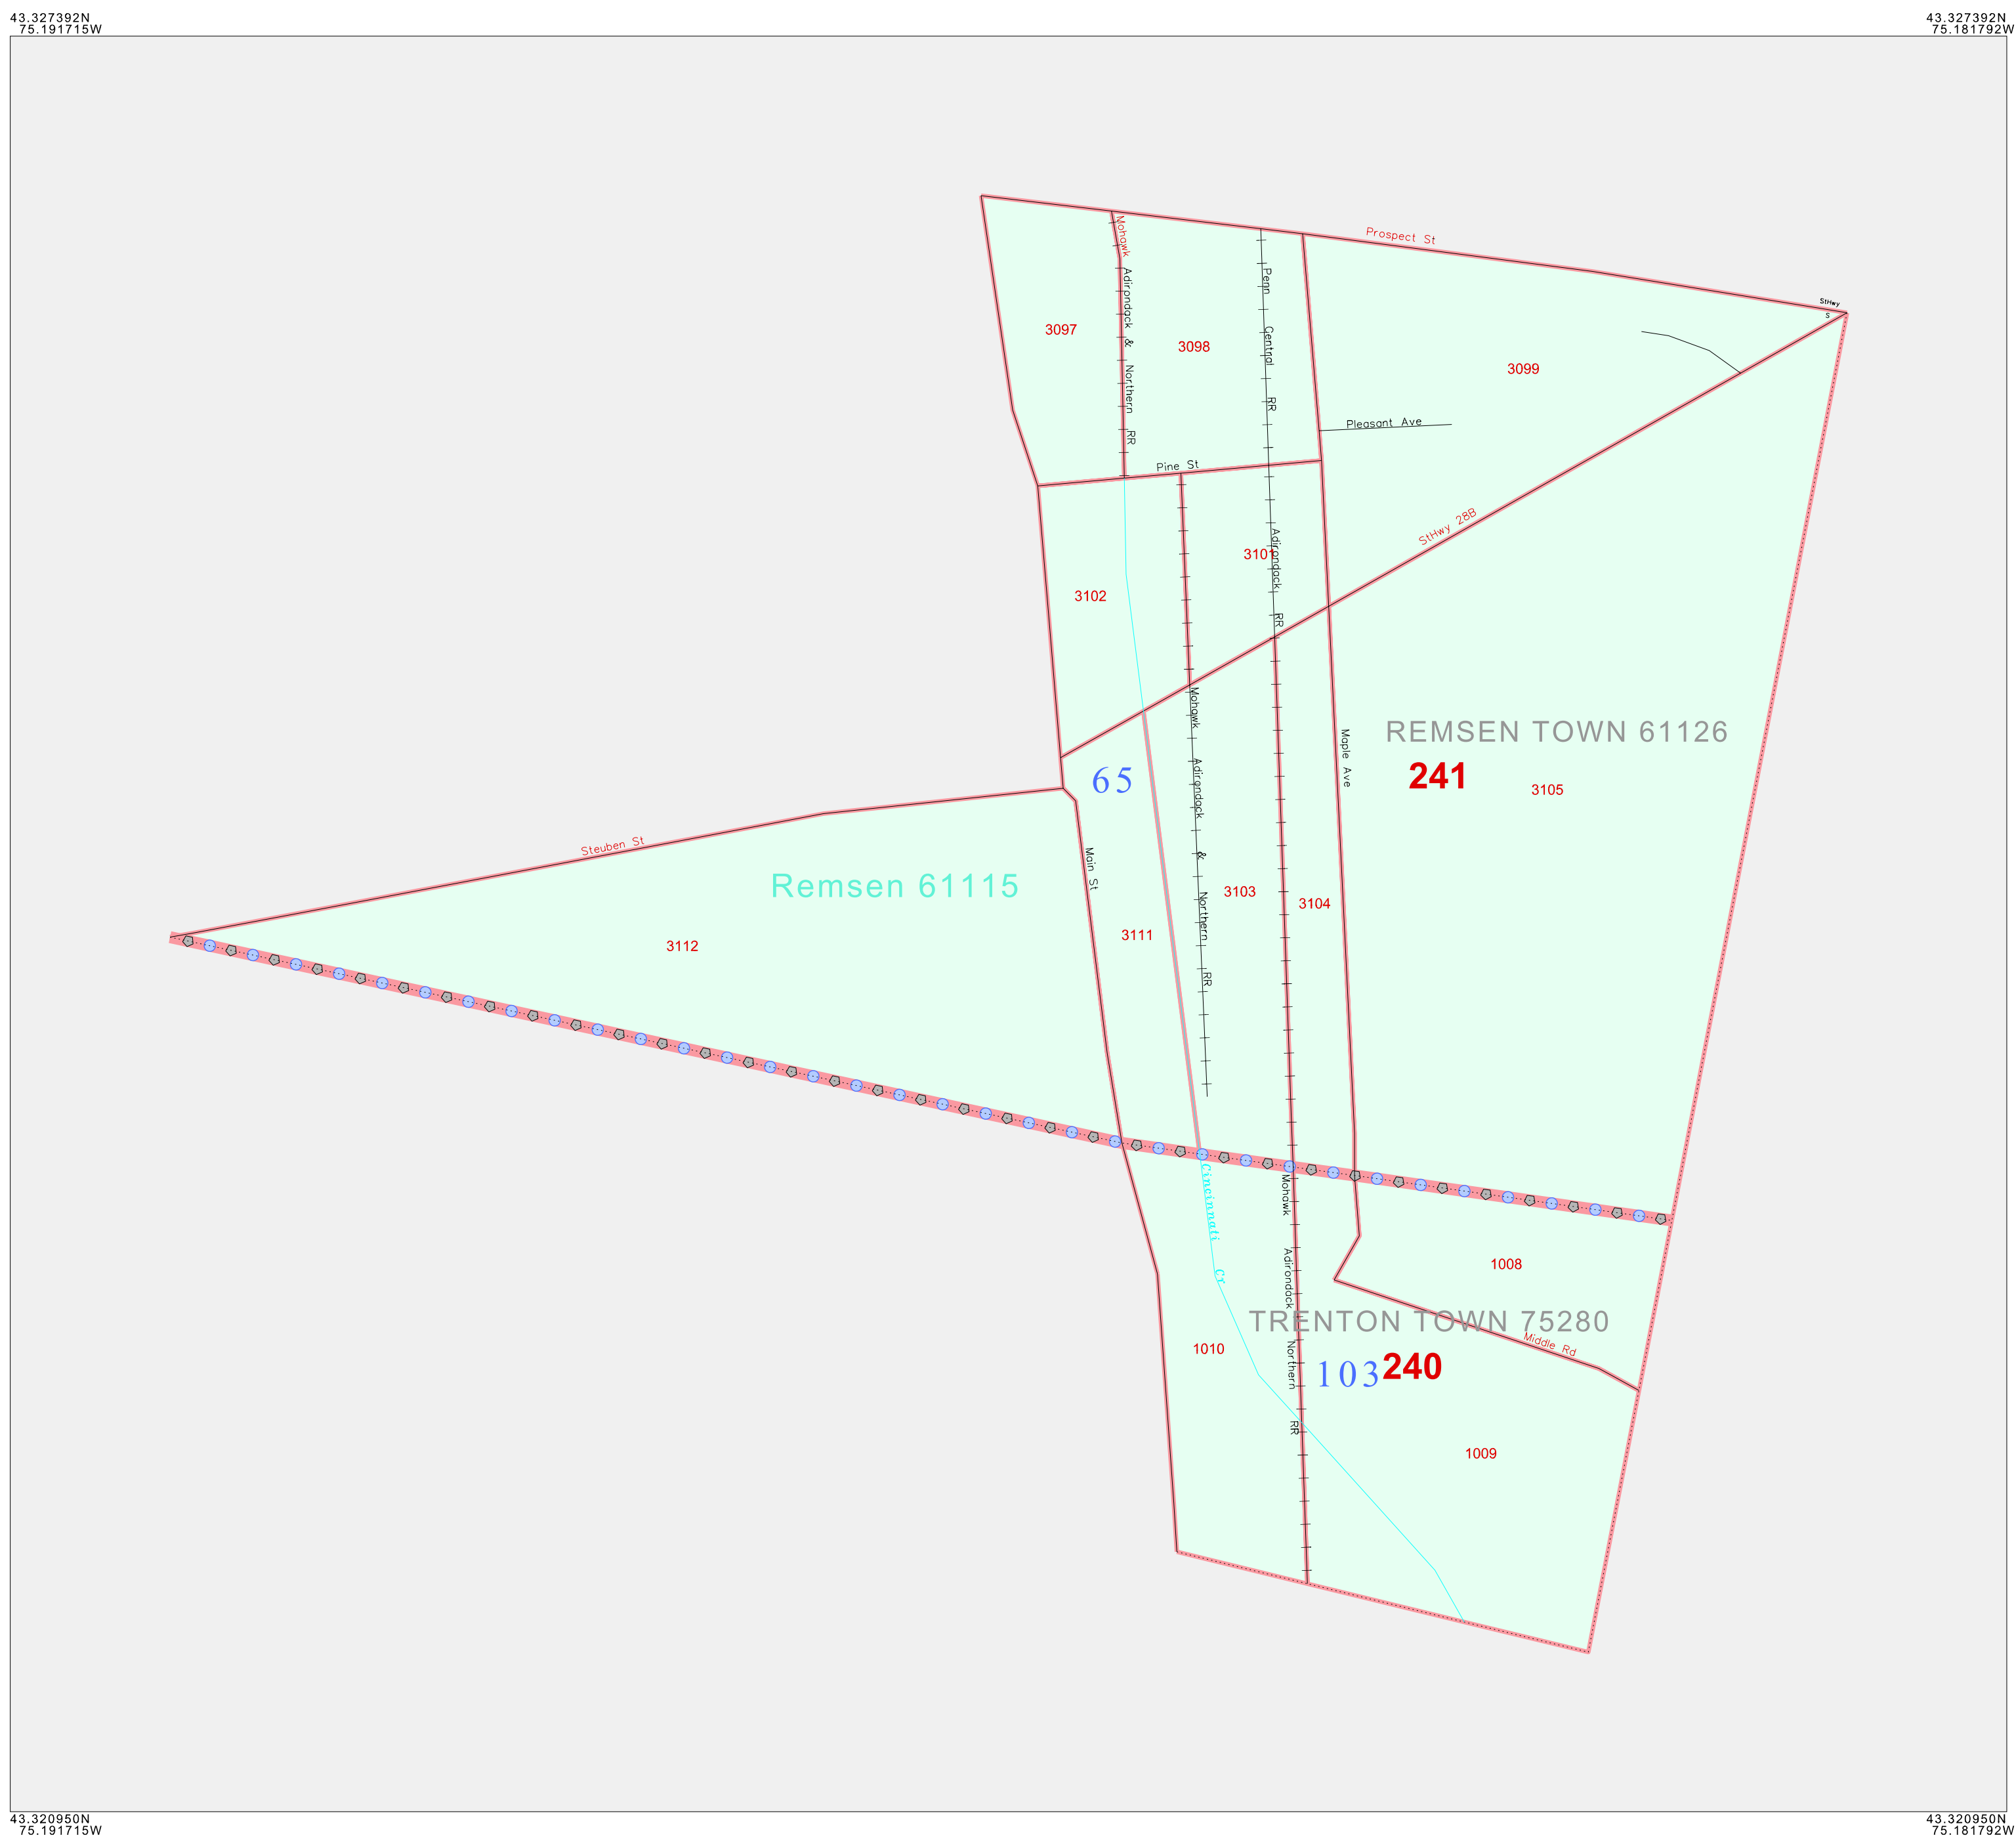 43.327392N
75.191715W
43.327392N
75.181792W
Prospect St
StHwy
S
Mohawk
Adirondack & Northern RR
Penn Central RR
3097
3098
3099
Pleasant Ave
Pine St
StHwy 28B
3101
Adirondack RR
3102
Mohawk Adirondack & Northern RR
Maple Ave
REMSEN TOWN 61126
241
3105
65
Steuben St
Main St
Remsen 61115
3103
3104
3111
3112
Cincinnati Cr
Mohawk Adirondack Northern RR
1008
TRENTON TOWN 75280
Middle Rd
1010
103
240
1009
43.320950N
75.191715W
43.320950N
75.181792W